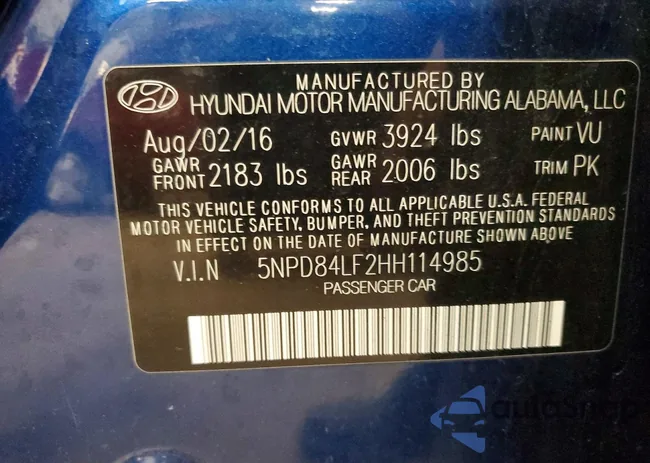 MANUFACTURED BY
HYUNDAI MOTOR MANUFACTURING ALABAMA, LLC
Aug/02/16 GVWR 3924 lbs PAINT VU
GAWR FRONT 2183 lbs GAWR REAR 2006 lbs TRIM PK
THIS VEHICLE CONFORMS TO ALL APPLICABLE U.S.A. FEDERAL
MOTOR VEHICLE SAFETY, BUMPER, AND THEFT PREVENTION STANDARDS
IN EFFECT ON THE DATE OF MANUFACTURE SHOWN ABOVE
V.I.N 5NPD84LF2HH114985
PASSENGER CAR